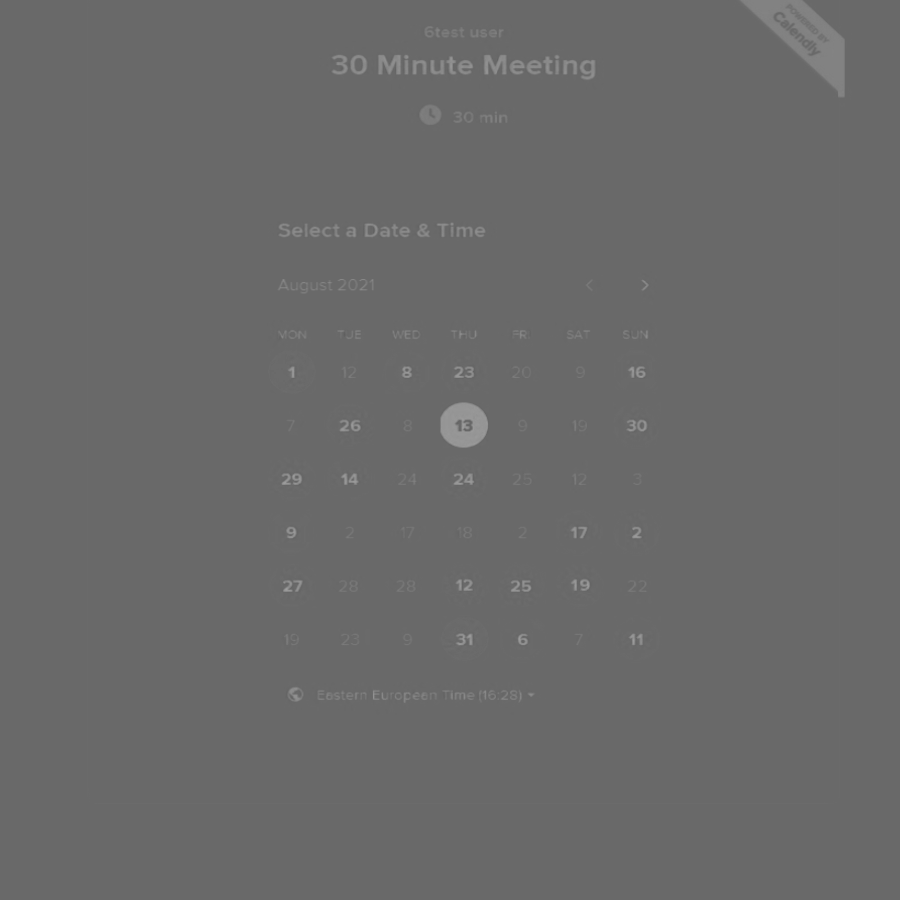 6test user
30 Minute Meeting
30 min
POWERED BY
Calendly
Select a Date & Time
August 2021
MON TUE WED THU FRI SAT SUN
1 12 8 23 20 9 16
7 26 8 13 9 19 30
29 14 24 24 25 12 3
9 2 17 18 2 17 2
27 28 28 12 25 19 22
19 23 9 31 6 7 11
Eastern European Time (16:28)